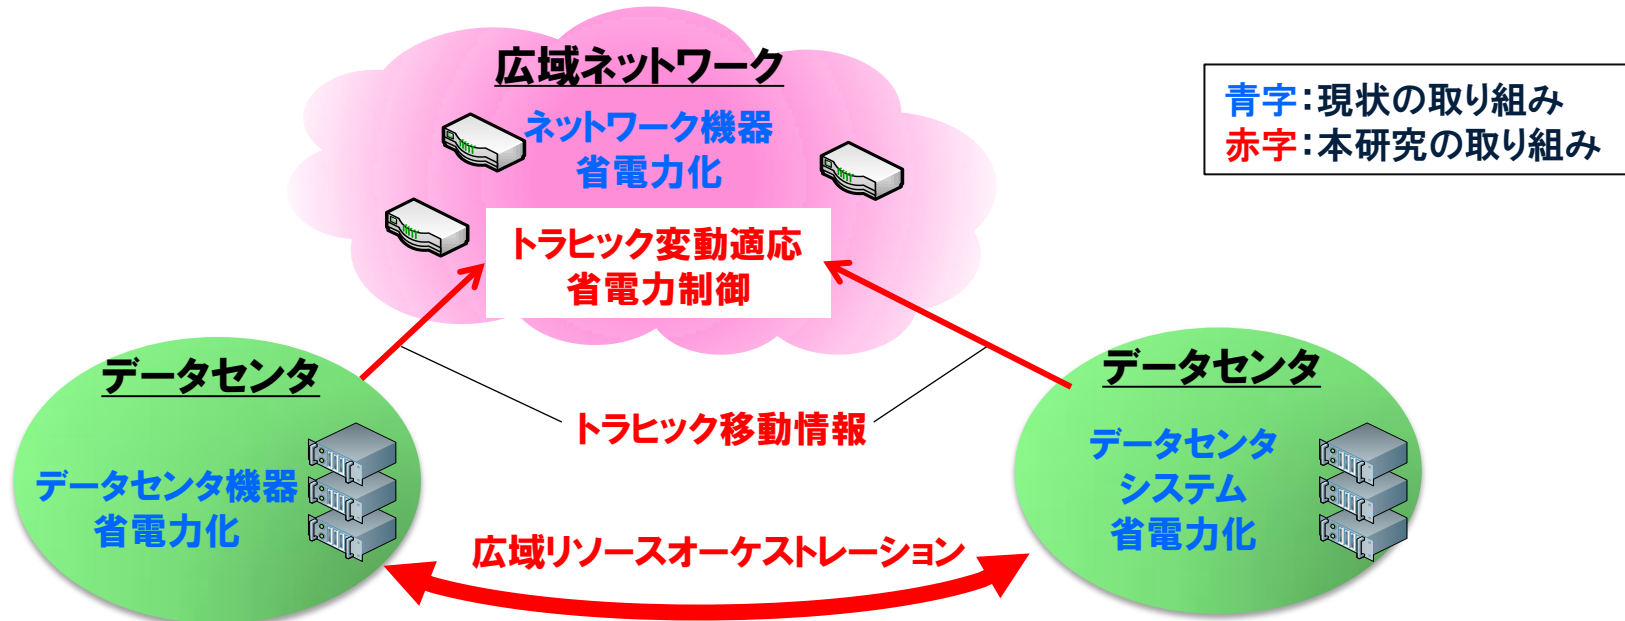 広域ネットワーク
ネットワーク機器
省電力化
トラヒック変動適応
省電力制御
青字：現状の取り組み
赤字：本研究の取り組み
データセンタ
データセンタ機器
省電力化
トラヒック移動情報
広域リソースオーケストレーション
データセンタ
データセンタ
システム
省電力化